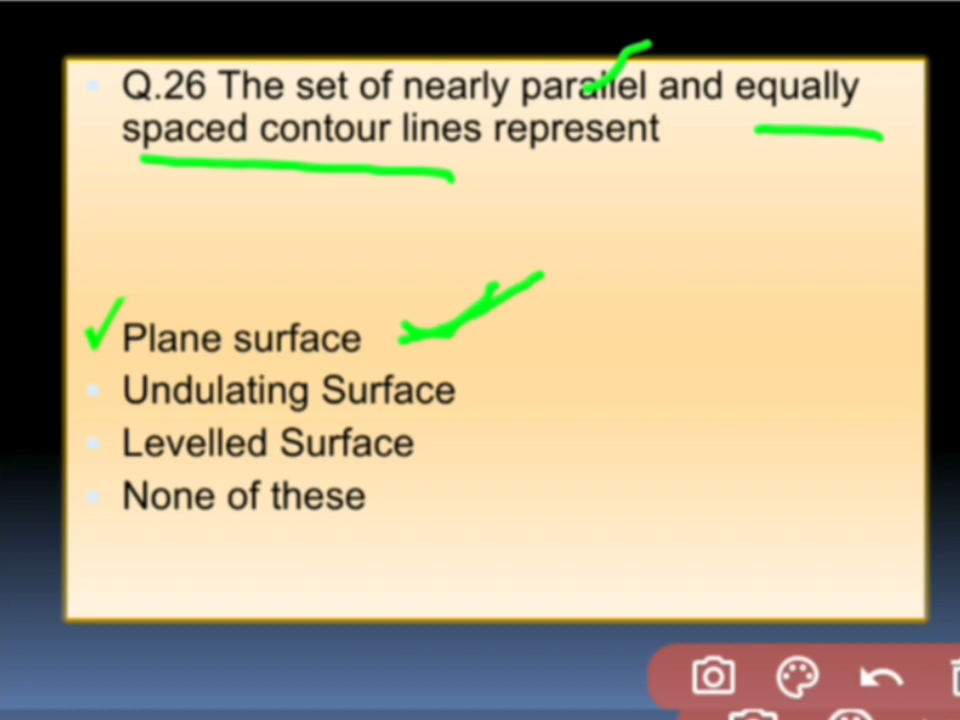 Q.26 The set of nearly parallel and equally
spaced contour lines represent
Plane surface
Undulating Surface
Levelled Surface
None of these